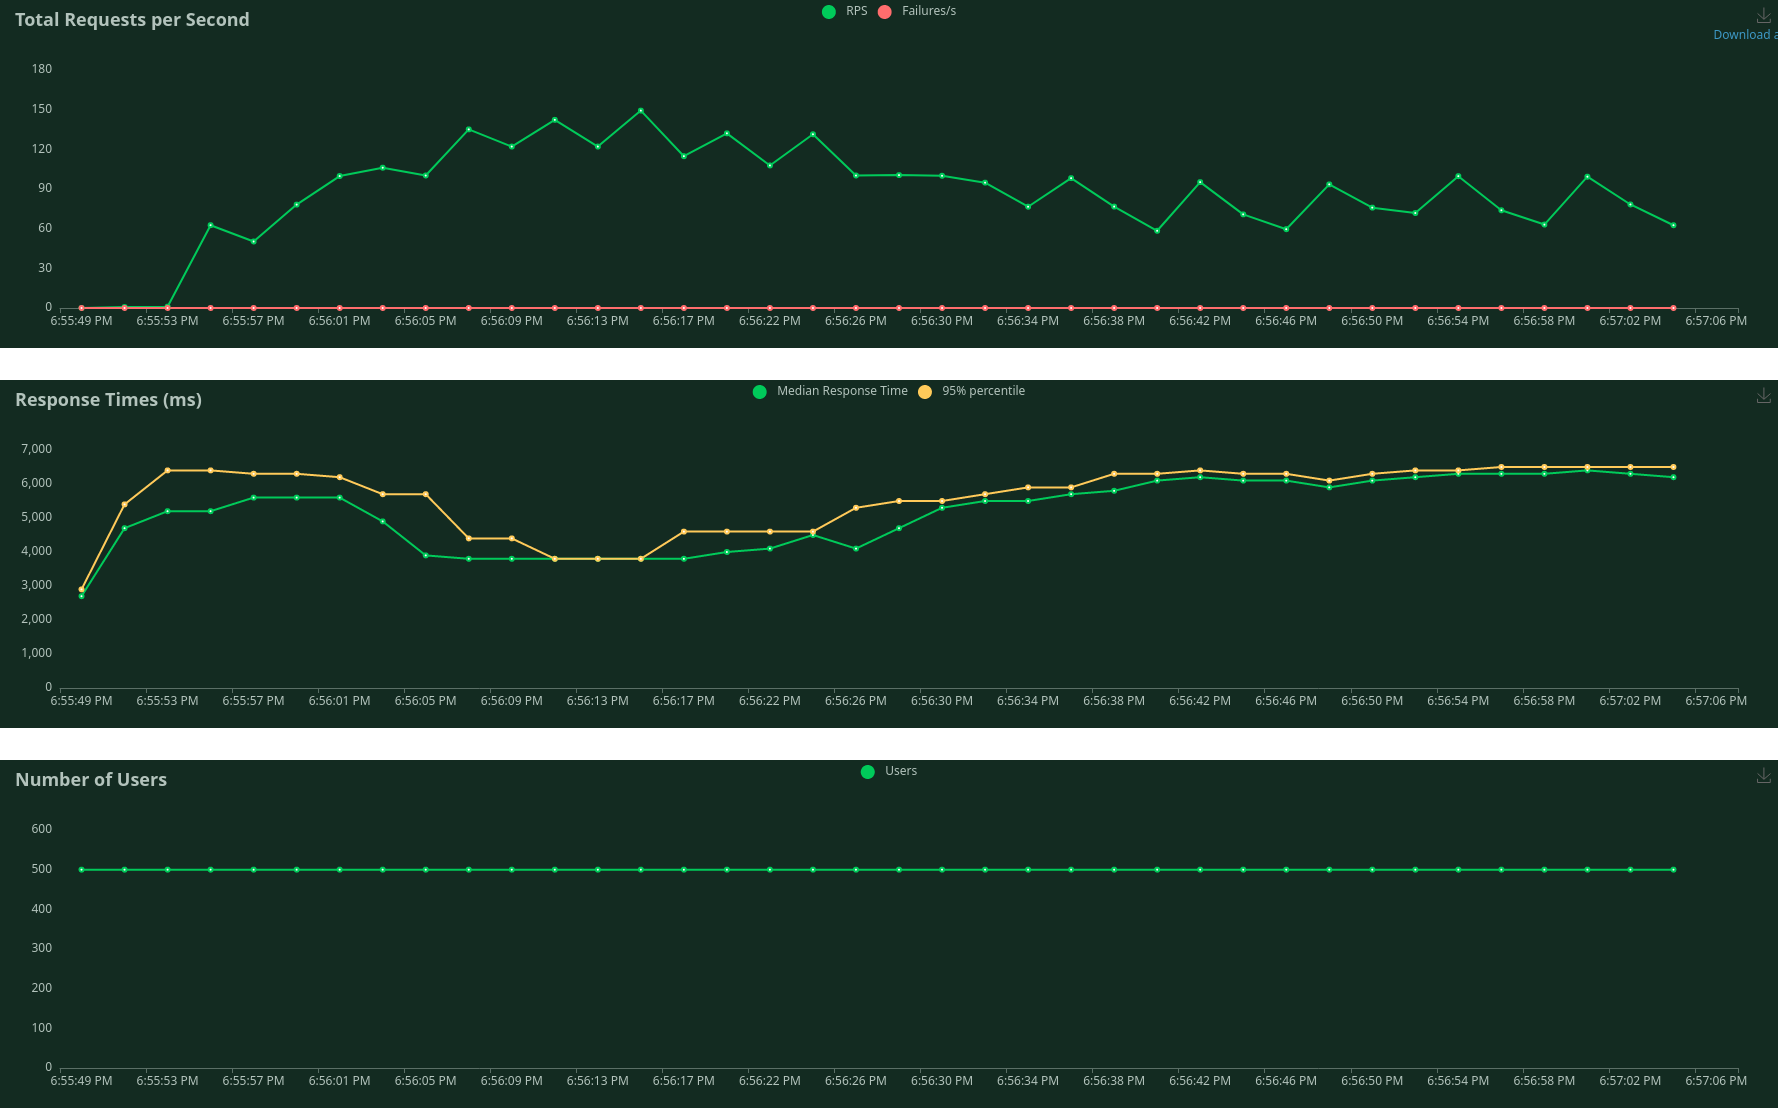 Total Requests per Second
RPS Failures/s
Download a
180
150
120
90
60
30
0
6:55:49 PM 6:55:53 PM 6:55:57 PM 6:56:01 PM 6:56:05 PM 6:56:09 PM 6:56:13 PM 6:56:17 PM 6:56:22 PM 6:56:26 PM 6:56:30 PM 6:56:34 PM 6:56:38 PM 6:56:42 PM 6:56:46 PM 6:56:50 PM 6:56:54 PM 6:56:58 PM 6:57:02 PM 6:57:06 PM
Response Times (ms)
Median Response Time 95% percentile
7,000
6,000
5,000
4,000
3,000
2,000
1,000
0
6:55:49 PM 6:55:53 PM 6:55:57 PM 6:56:01 PM 6:56:05 PM 6:56:09 PM 6:56:13 PM 6:56:17 PM 6:56:22 PM 6:56:26 PM 6:56:30 PM 6:56:34 PM 6:56:38 PM 6:56:42 PM 6:56:46 PM 6:56:50 PM 6:56:54 PM 6:56:58 PM 6:57:02 PM 6:57:06 PM
Number of Users
Users
600
500
400
300
200
100
0
6:55:49 PM 6:55:53 PM 6:55:57 PM 6:56:01 PM 6:56:05 PM 6:56:09 PM 6:56:13 PM 6:56:17 PM 6:56:22 PM 6:56:26 PM 6:56:30 PM 6:56:34 PM 6:56:38 PM 6:56:42 PM 6:56:46 PM 6:56:50 PM 6:56:54 PM 6:56:58 PM 6:57:02 PM 6:57:06 PM